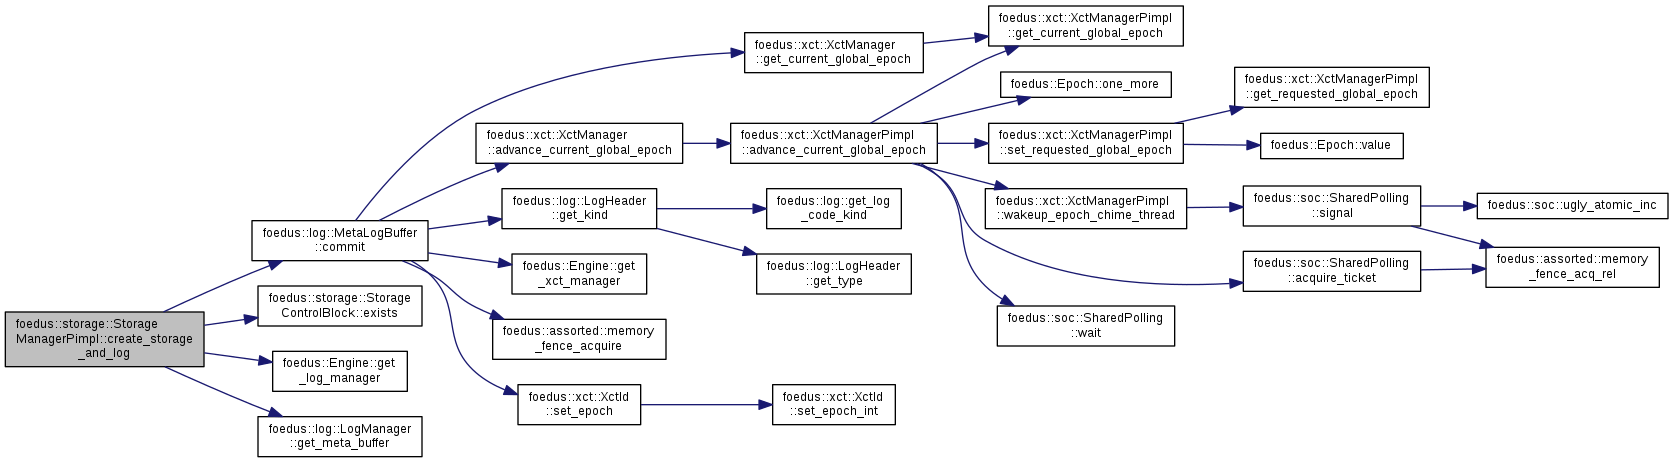 foedus::storage::Storage
ManagerPimpl::create_storage
_and_log
foedus::log::MetaLogBuffer
::commit
foedus::storage::Storage
ControlBlock::exists
foedus::Engine::get
_log_manager
foedus::log::LogManager
::get_meta_buffer
foedus::xct::XctManager
::get_current_global_epoch
foedus::xct::XctManager
::advance_current_global_epoch
foedus::log::LogHeader
::get_kind
foedus::Engine::get
_xct_manager
foedus::assorted::memory
_fence_acquire
foedus::xct::XctId
::set_epoch
foedus::xct::XctManagerPimpl
::advance_current_global_epoch
foedus::log::get_log
_code_kind
foedus::log::LogHeader
::get_type
foedus::xct::XctId
::set_epoch_int
foedus::xct::XctManagerPimpl
::get_current_global_epoch
foedus::Epoch::one_more
foedus::xct::XctManagerPimpl
::set_requested_global_epoch
foedus::xct::XctManagerPimpl
::wakeup_epoch_chime_thread
foedus::soc::SharedPolling
::wait
foedus::xct::XctManagerPimpl
::get_requested_global_epoch
foedus::Epoch::value
foedus::soc::SharedPolling
::signal
foedus::soc::SharedPolling
::acquire_ticket
foedus::soc::ugly_atomic_inc
foedus::assorted::memory
_fence_acq_rel